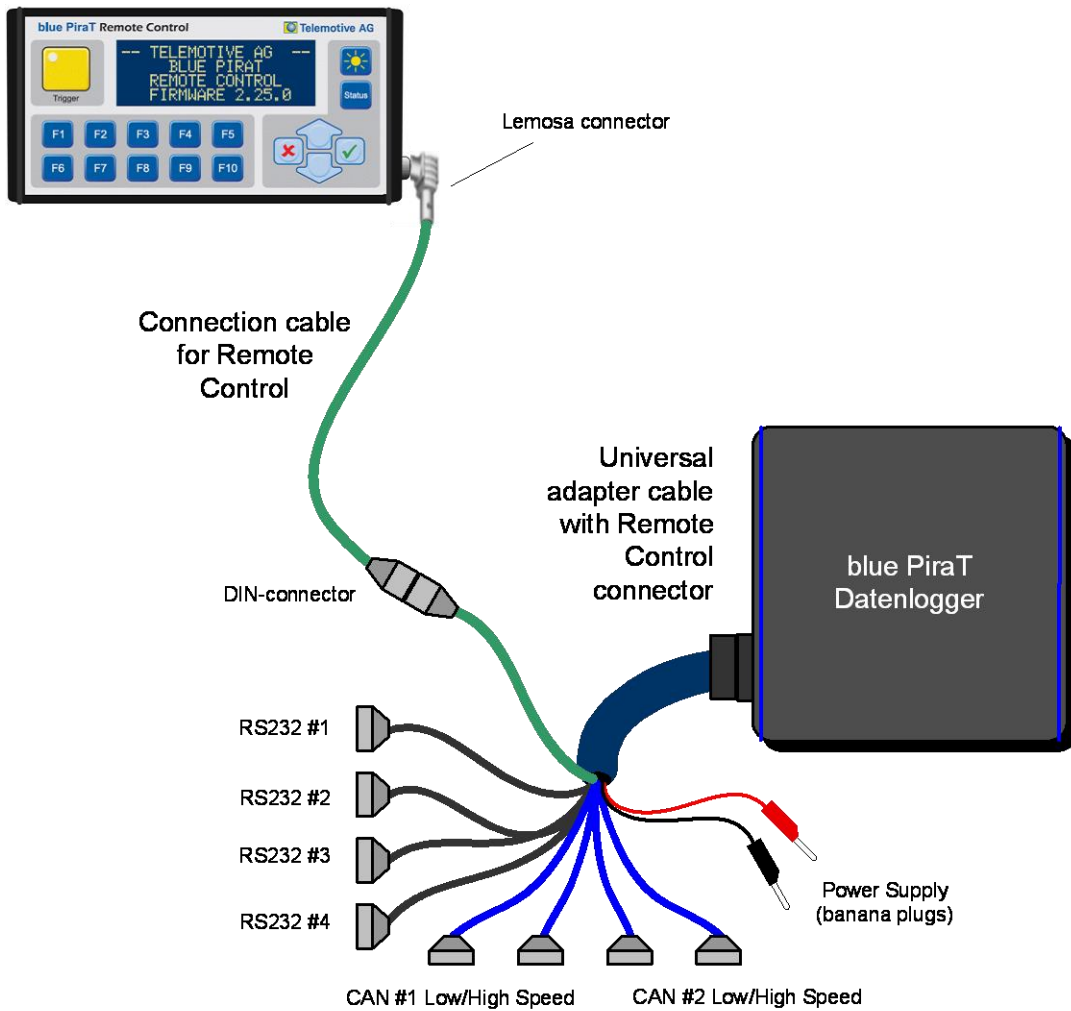 blue PiraT Remote Control
Telemotive AG
-- TELEMOTIVE AG --
BLUE PIRAT
REMOTE CONTROL
FIRMWARE 2.25.0
Trigger
Status
F1 F2 F3 F4 F5
F6 F7 F8 F9 F10
Lemosa connector
Connection cable
for Remote
Control
Universal
adapter cable
with Remote
Control
connector
blue PiraT
Datenlogger
DIN-connector
RS232 #1
RS232 #2
RS232 #3
RS232 #4
Power Supply
(banana plugs)
CAN #1 Low/High Speed
CAN #2 Low/High Speed